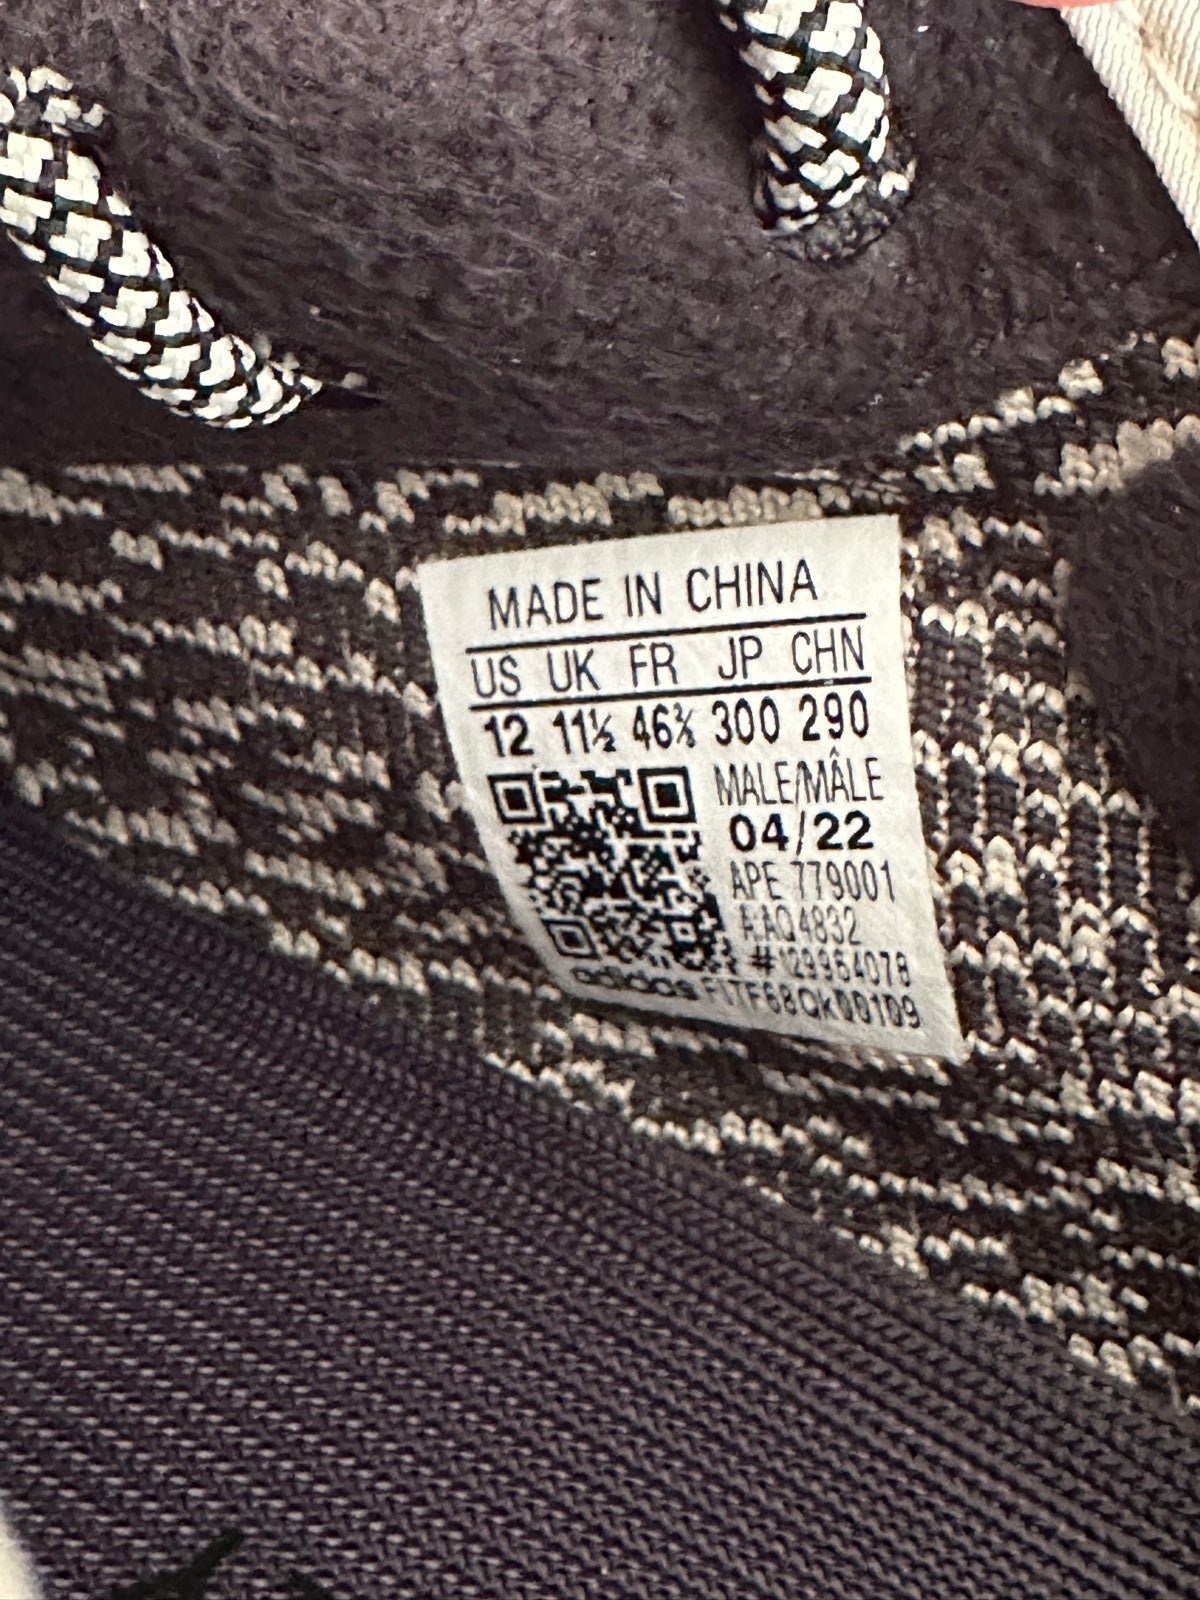 MADE IN CHINA
US UK FR JP CHN
12 11½ 46⅔ 300 290
MALE/MÂLE
04/22
APE 779001
A:AQ4832
#129964078
adidas